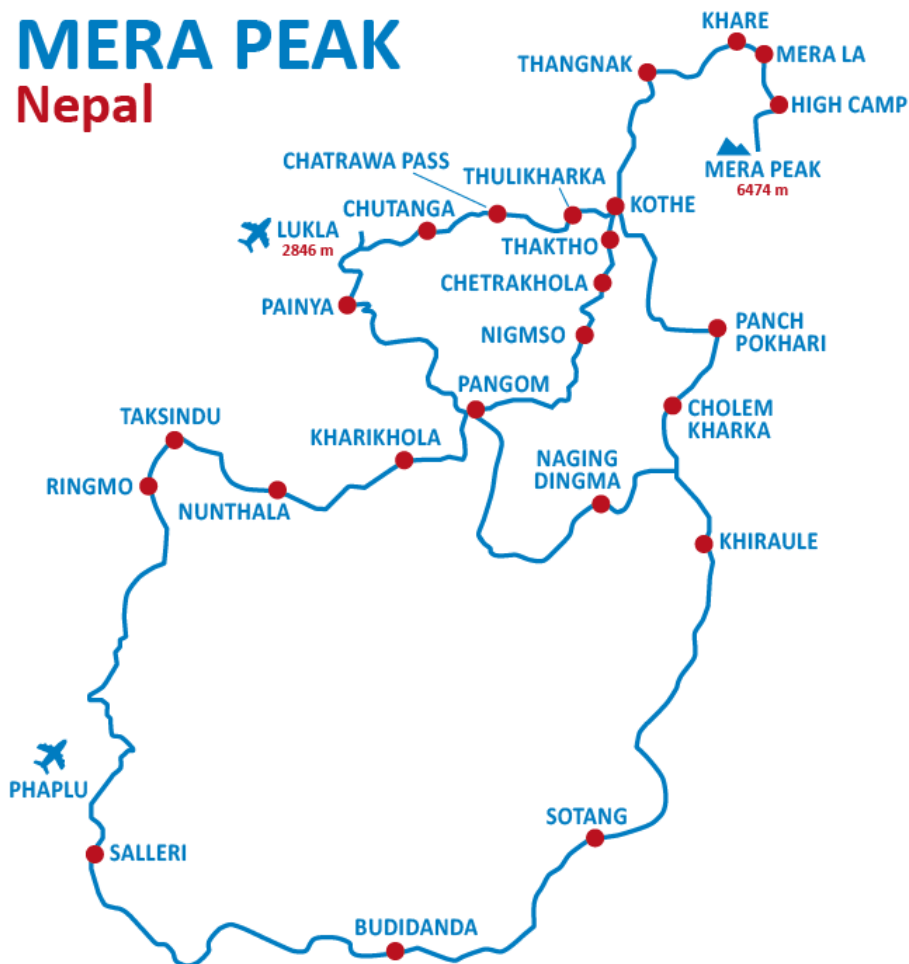 MERA PEAK
Nepal
KHARE
THANGNAK
MERA LA
HIGH CAMP
CHATRAWA PASS
THULIKHARKA
MERA PEAK
6474 m
CHUTANGA
KOTHE
LUKLA
2846 m
THAKTHO
CHETRAKHOLA
PAINYA
NIGMSO
PANCH
POKHARI
PANGOM
TAKSINDU
CHOLEM
KHARKA
KHARIKHOLA
NAGING
DINGMA
RINGMO
NUNTHALA
KHIRAULE
PHAPLU
SOTANG
SALLERI
BUDIDANDA